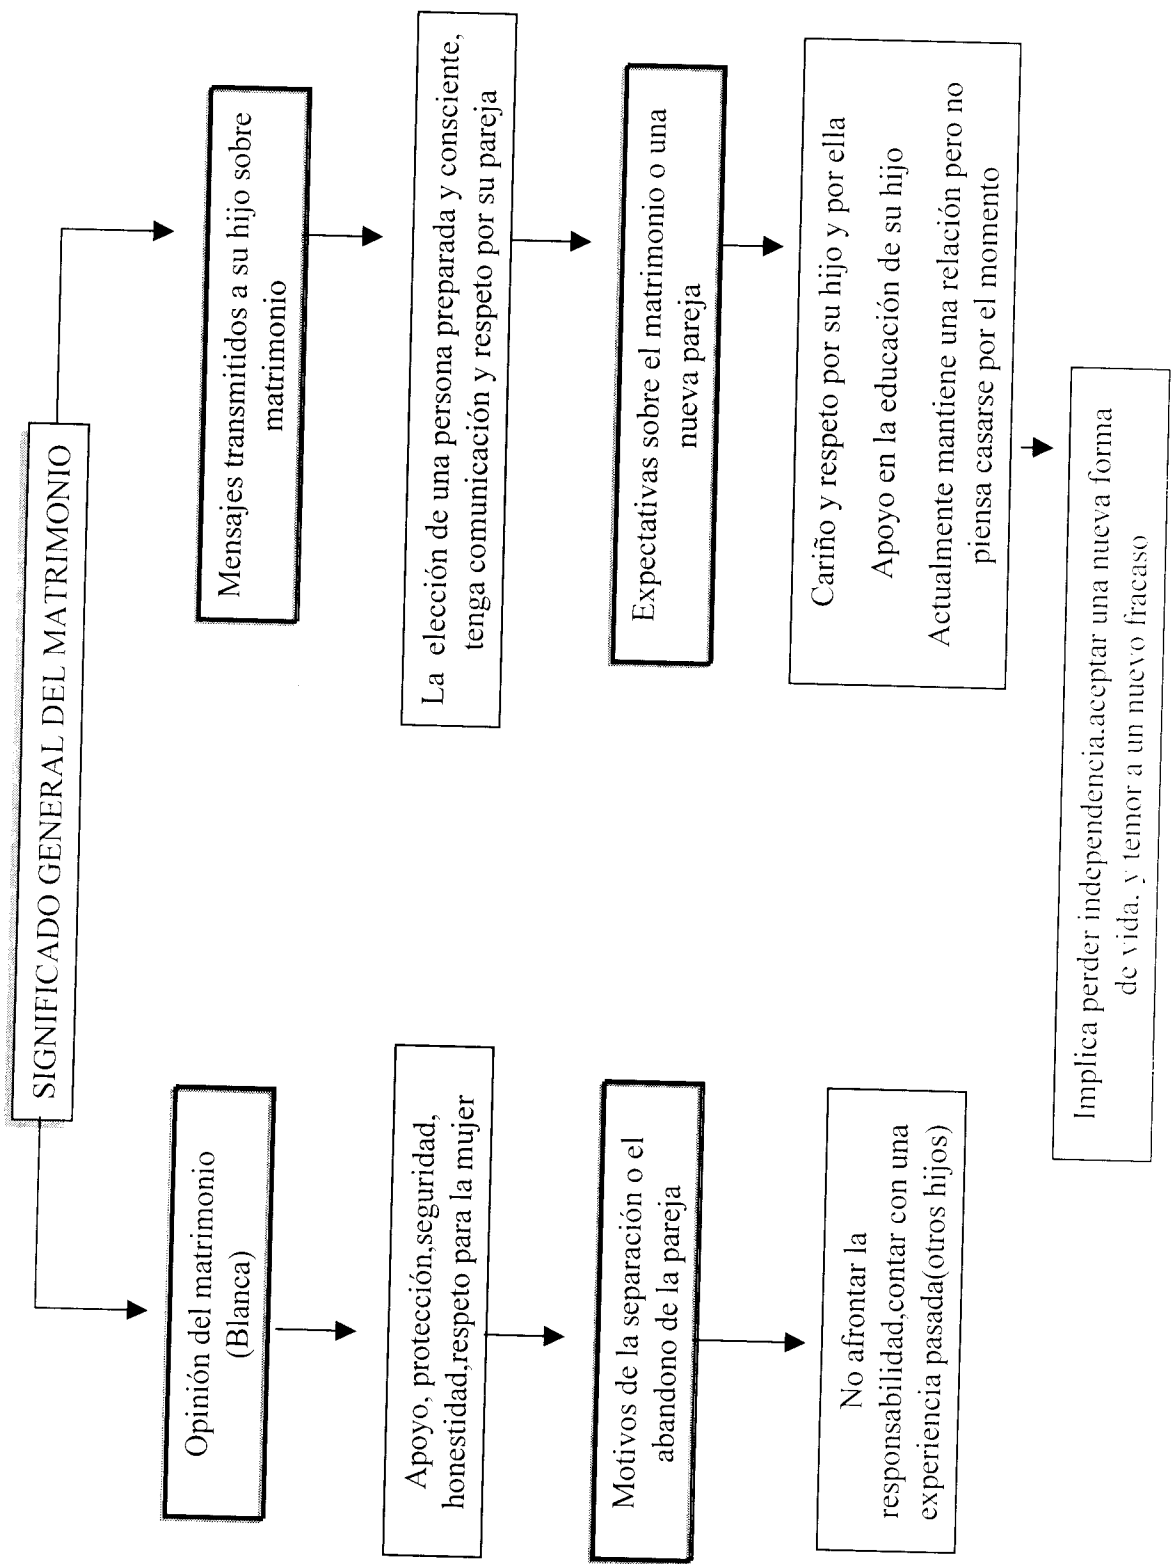 SIGNIFICADO GENERAL DEL MATRIMONIO
Opinión del matrimonio
(Blanca)
Apoyo, protección,seguridad,
honestidad,respeto para la mujer
Motivos de la separación o el
abandono de la pareja
No afrontar la
responsabilidad,contar con una
experiencia pasada(otros hijos)
Mensajes transmitidos a su hijo sobre
matrimonio
La elección de una persona preparada y consciente,
tenga comunicación y respeto por su pareja
Expectativas sobre el matrimonio o una
nueva pareja
Cariño y respeto por su hijo y por ella
Apoyo en la educación de su hijo
Actualmente mantiene una relación pero no
piensa casarse por el momento
Implica perder independencia.aceptar una nueva forma
de vida. y temor a un nuevo fracaso